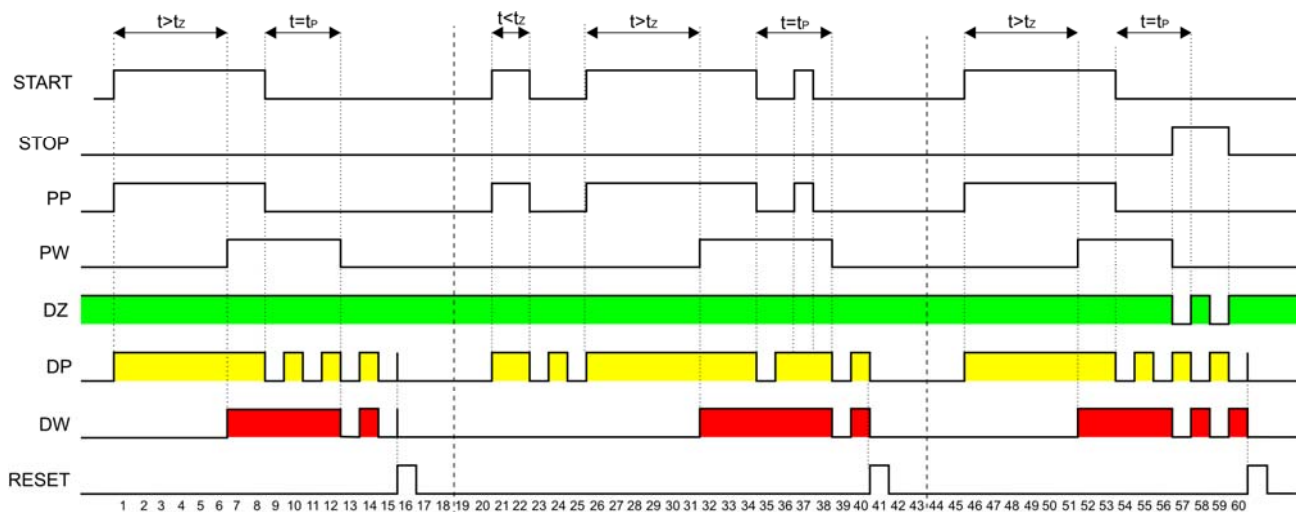 t>tz t=tP t<tz t>tz t=tP t>tz t=tP
START
STOP
PP
PW
DZ
DP
DW
RESET
1 2 3 4 5 6 7 8 9 10 11 12 13 14 15 16 17 18 19 20 21 22 23 24 25 26 27 28 29 30 31 32 33 34 35 36 37 38 39 40 41 42 43 44 45 46 47 48 49 50 51 52 53 54 55 56 57 58 59 60